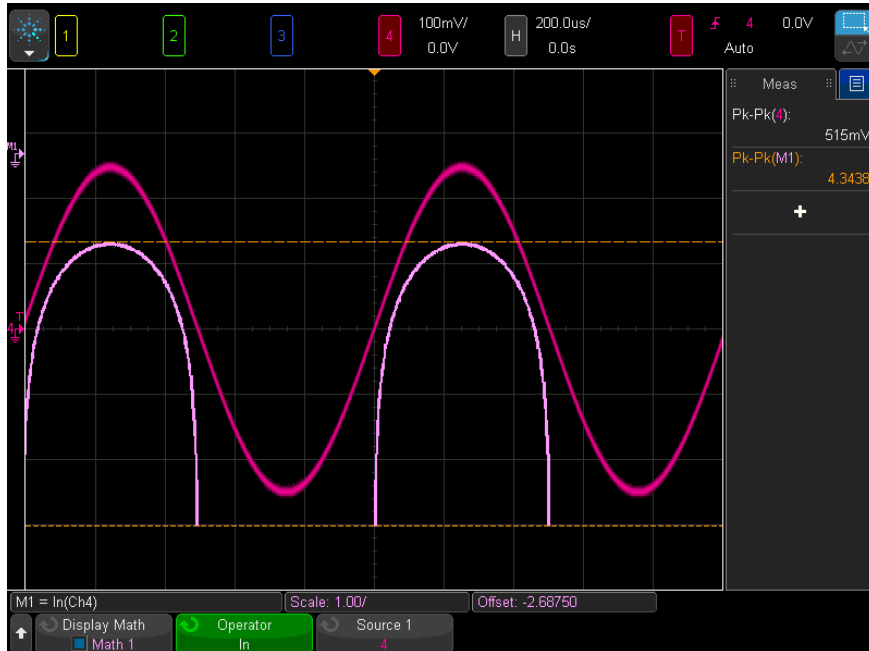 1
2
3
4
100mV/
0.0V
H
200.0us/
0.0s
T
4
0.0V
Auto
Meas
Pk-Pk(4):
515mV
Pk-Pk(M1):
4.3438
+
M1
T
4
M1 = ln(Ch4)
Scale: 1.00/
Offset: -2.68750
Display Math
Math 1
Operator
ln
Source 1
4